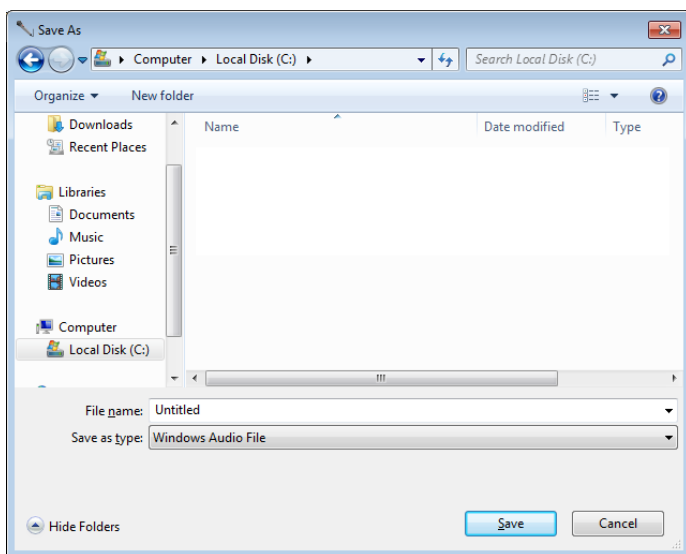 Save As
Computer Local Disk (C:) Search Local Disk (C:)
Organize New folder
Downloads Name Date modified Type
Recent Places
Libraries
Documents
Music
Pictures
Videos
Computer
Local Disk (C:)
File name: Untitled
Save as type: Windows Audio File
Hide Folders Save Cancel